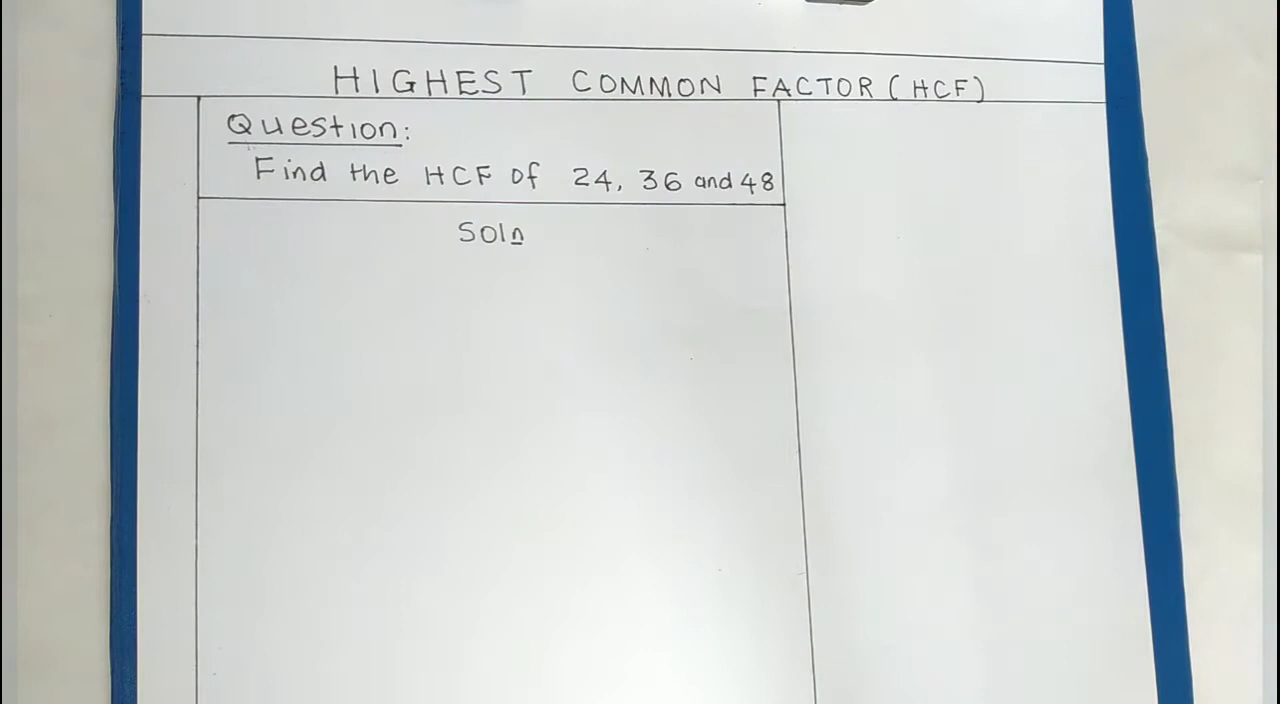 HIGHEST COMMON FACTOR (HCF)
Question:
Find the HCF of 24, 36 and 48
Soln